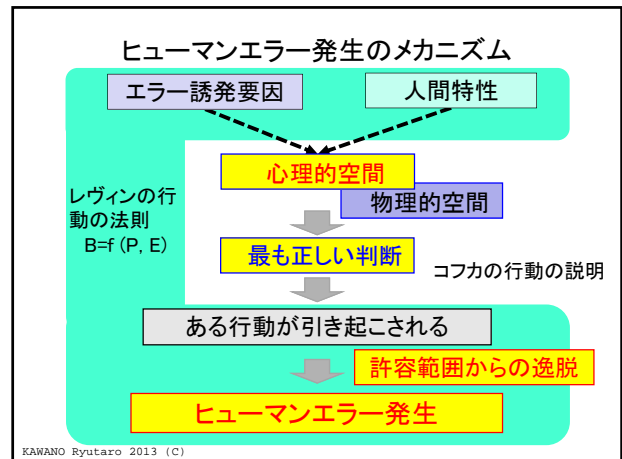 ヒューマンエラー発生のメカニズム
エラー誘発要因
人間特性
心理的空間
物理的空間
レヴィンの行
動の法則
B=f (P, E)
最も正しい判断
コフカの行動の説明
ある行動が引き起こされる
許容範囲からの逸脱
ヒューマンエラー発生
KAWANO Ryutaro 2013 (C)